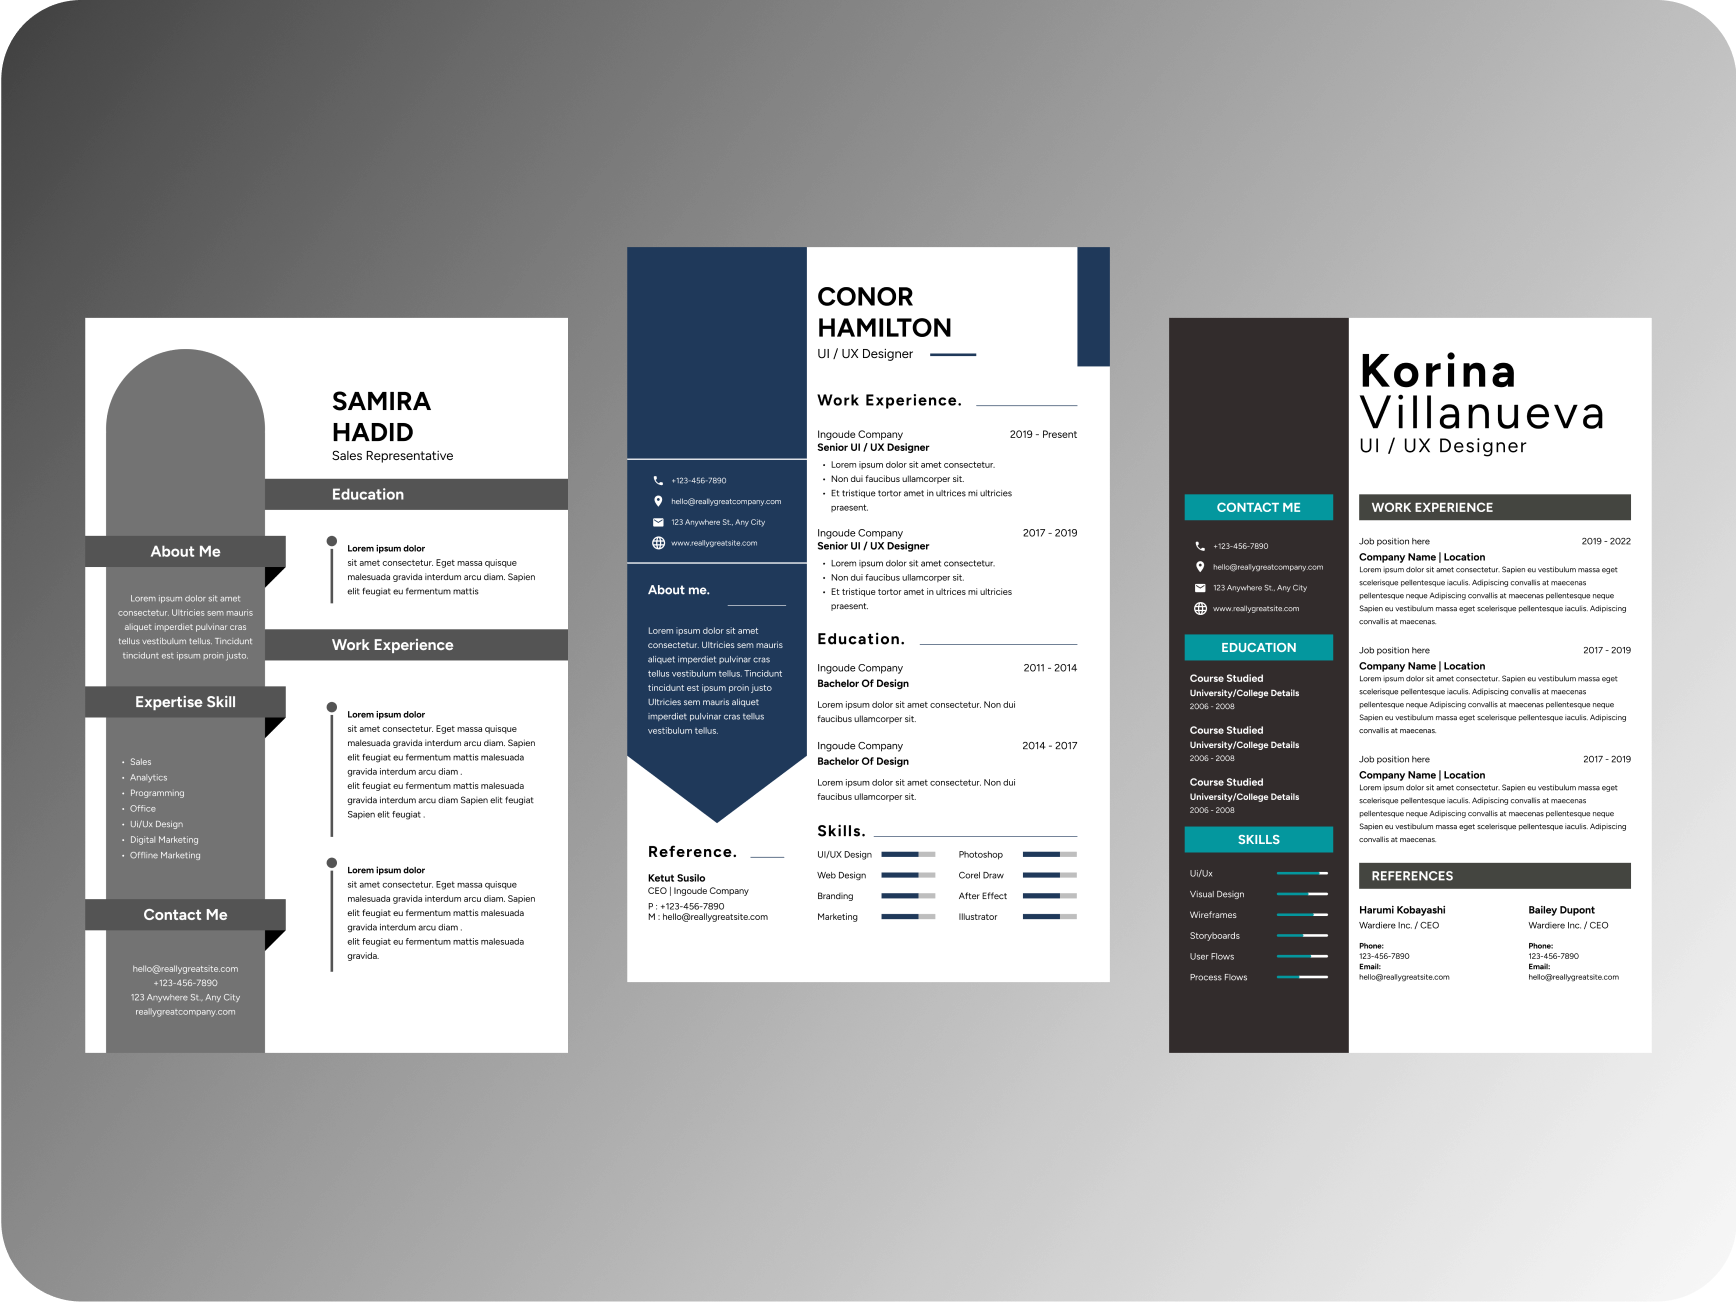 SAMIRA
HADID
Sales Representative
Education
Lorem ipsum dolor
sit amet consectetur. Eget massa quisque
malesuada gravida interdum arcu diam. Sapien
elit feugiat eu fermentum mattis
Work Experience
Lorem ipsum dolor
sit amet consectetur. Eget massa quisque
malesuada gravida interdum arcu diam. Sapien
elit feugiat eu fermentum mattis malesuada
gravida interdum arcu diam .
elit feugiat eu fermentum mattis malesuada
gravida interdum arcu diam Sapien elit feugiat
Sapien elit feugiat .
Lorem ipsum dolor
sit amet consectetur. Eget massa quisque
malesuada gravida interdum arcu diam. Sapien
elit feugiat eu fermentum mattis malesuada
gravida interdum arcu diam .
elit feugiat eu fermentum mattis malesuada
gravida.
About Me
Lorem ipsum dolor sit amet
consectetur. Ultricies sem mauris
aliquet imperdiet pulvinar cras
tellus vestibulum tellus. Tincidunt
tincidunt est ipsum proin justo.
Expertise Skill
• Sales
• Analytics
• Programming
• Office
• Ui/Ux Design
• Digital Marketing
• Offline Marketing
Contact Me
hello@reallygreatsite.com
+123-456-7890
123 Anywhere St., Any City
reallygreatcompany.com
CONOR
HAMILTON
UI / UX Designer
+123-456-7890
hello@reallygreatcompany.com
123 Anywhere St., Any City
www.reallygreatsite.com
About me.
Lorem ipsum dolor sit amet
consectetur. Ultricies sem mauris
aliquet imperdiet pulvinar cras
tellus vestibulum tellus. Tincidunt
tincidunt est ipsum proin justo
Ultricies sem mauris aliquet
imperdiet pulvinar cras tellus
vestibulum tellus.
Reference.
Ketut Susilo
CEO | Ingoude Company
P : +123-456-7890
M : hello@reallygreatsite.com
Work Experience.
Ingoude Company 2019 - Present
Senior UI / UX Designer
• Lorem ipsum dolor sit amet consectetur.
• Non dui faucibus ullamcorper sit.
• Et tristique tortor amet in ultrices mi ultricies
praesent.
Ingoude Company 2017 - 2019
Senior UI / UX Designer
• Lorem ipsum dolor sit amet consectetur.
• Non dui faucibus ullamcorper sit.
• Et tristique tortor amet in ultrices mi ultricies
praesent.
Education.
Ingoude Company 2011 - 2014
Bachelor Of Design
Lorem ipsum dolor sit amet consectetur. Non dui
faucibus ullamcorper sit.
Ingoude Company 2014 - 2017
Bachelor Of Design
Lorem ipsum dolor sit amet consectetur. Non dui
faucibus ullamcorper sit.
Skills.
UI/UX Design Photoshop
Web Design Corel Draw
Branding After Effect
Marketing Illustrator
Korina
Villanueva
UI / UX Designer
CONTACT ME
+123-456-7890
hello@reallygreatcompany.com
123 Anywhere St., Any City
www.reallygreatsite.com
EDUCATION
Course Studied
University/College Details
2006 - 2008
Course Studied
University/College Details
2006 - 2008
Course Studied
University/College Details
2006 - 2008
SKILLS
Ui/Ux
Visual Design
Wireframes
Storyboards
User Flows
Process Flows
WORK EXPERIENCE
Job position here 2019 - 2022
Company Name | Location
Lorem ipsum dolor sit amet consectetur. Sapien eu vestibulum massa eget
scelerisque pellentesque iaculis. Adipiscing convallis at maecenas
pellentesque neque Adipiscing convallis at maecenas pellentesque neque
Sapien eu vestibulum massa eget scelerisque pellentesque iaculis. Adipiscing
convallis at maecenas.
Job position here 2017 - 2019
Company Name | Location
Lorem ipsum dolor sit amet consectetur. Sapien eu vestibulum massa eget
scelerisque pellentesque iaculis. Adipiscing convallis at maecenas
pellentesque neque Adipiscing convallis at maecenas pellentesque neque
Sapien eu vestibulum massa eget scelerisque pellentesque iaculis. Adipiscing
convallis at maecenas.
Job position here 2017 - 2019
Company Name | Location
Lorem ipsum dolor sit amet consectetur. Sapien eu vestibulum massa eget
scelerisque pellentesque iaculis. Adipiscing convallis at maecenas
pellentesque neque Adipiscing convallis at maecenas pellentesque neque
Sapien eu vestibulum massa eget scelerisque pellentesque iaculis. Adipiscing
convallis at maecenas.
REFERENCES
Harumi Kobayashi Bailey Dupont
Wardiere Inc. / CEO Wardiere Inc. / CEO
Phone: Phone:
123-456-7890 123-456-7890
Email: Email:
hello@reallygreatsite.com hello@reallygreatsite.com